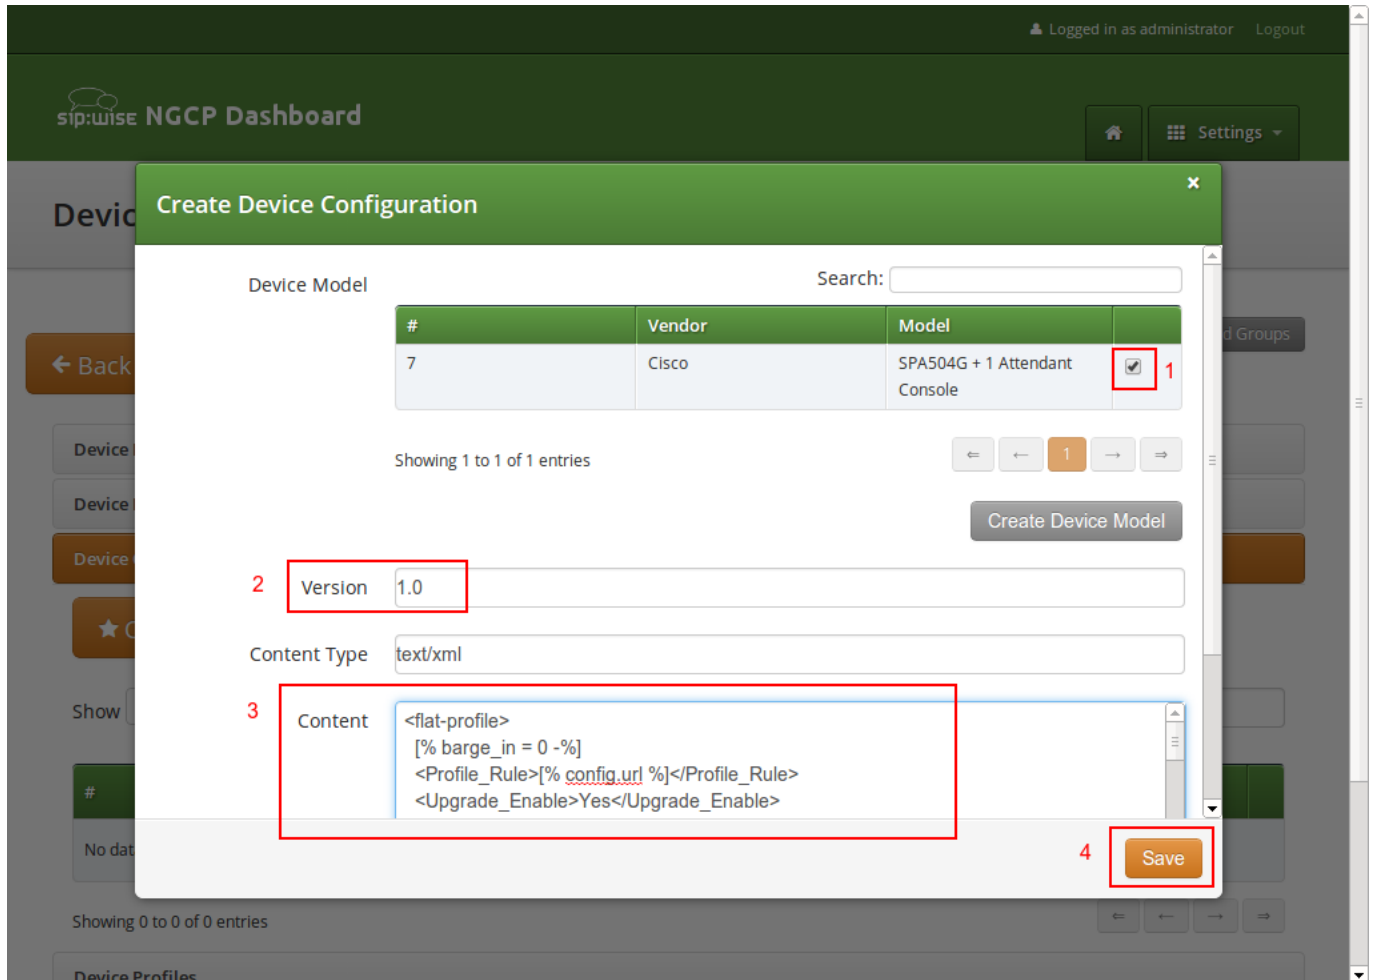 Logged in as administrator Logout
sip:wise NGCP Dashboard
Settings
Devic
Create Device Configuration
×
Device Model
Search:
# Vendor Model
7 Cisco SPA504G + 1 Attendant Console
1
d Groups
Back
Showing 1 to 1 of 1 entries
⇐ ← 1 → ⇒
Create Device Model
Device
Device
Device
2 Version 1.0
Content Type text/xml
3 Content
<flat-profile>
[% barge_in = 0 -%]
<Profile_Rule>[% config.url %]</Profile_Rule>
<Upgrade_Enable>Yes</Upgrade_Enable>
Show
#
No dat
4 Save
Showing 0 to 0 of 0 entries
⇐ ← → ⇒
Device Profiles